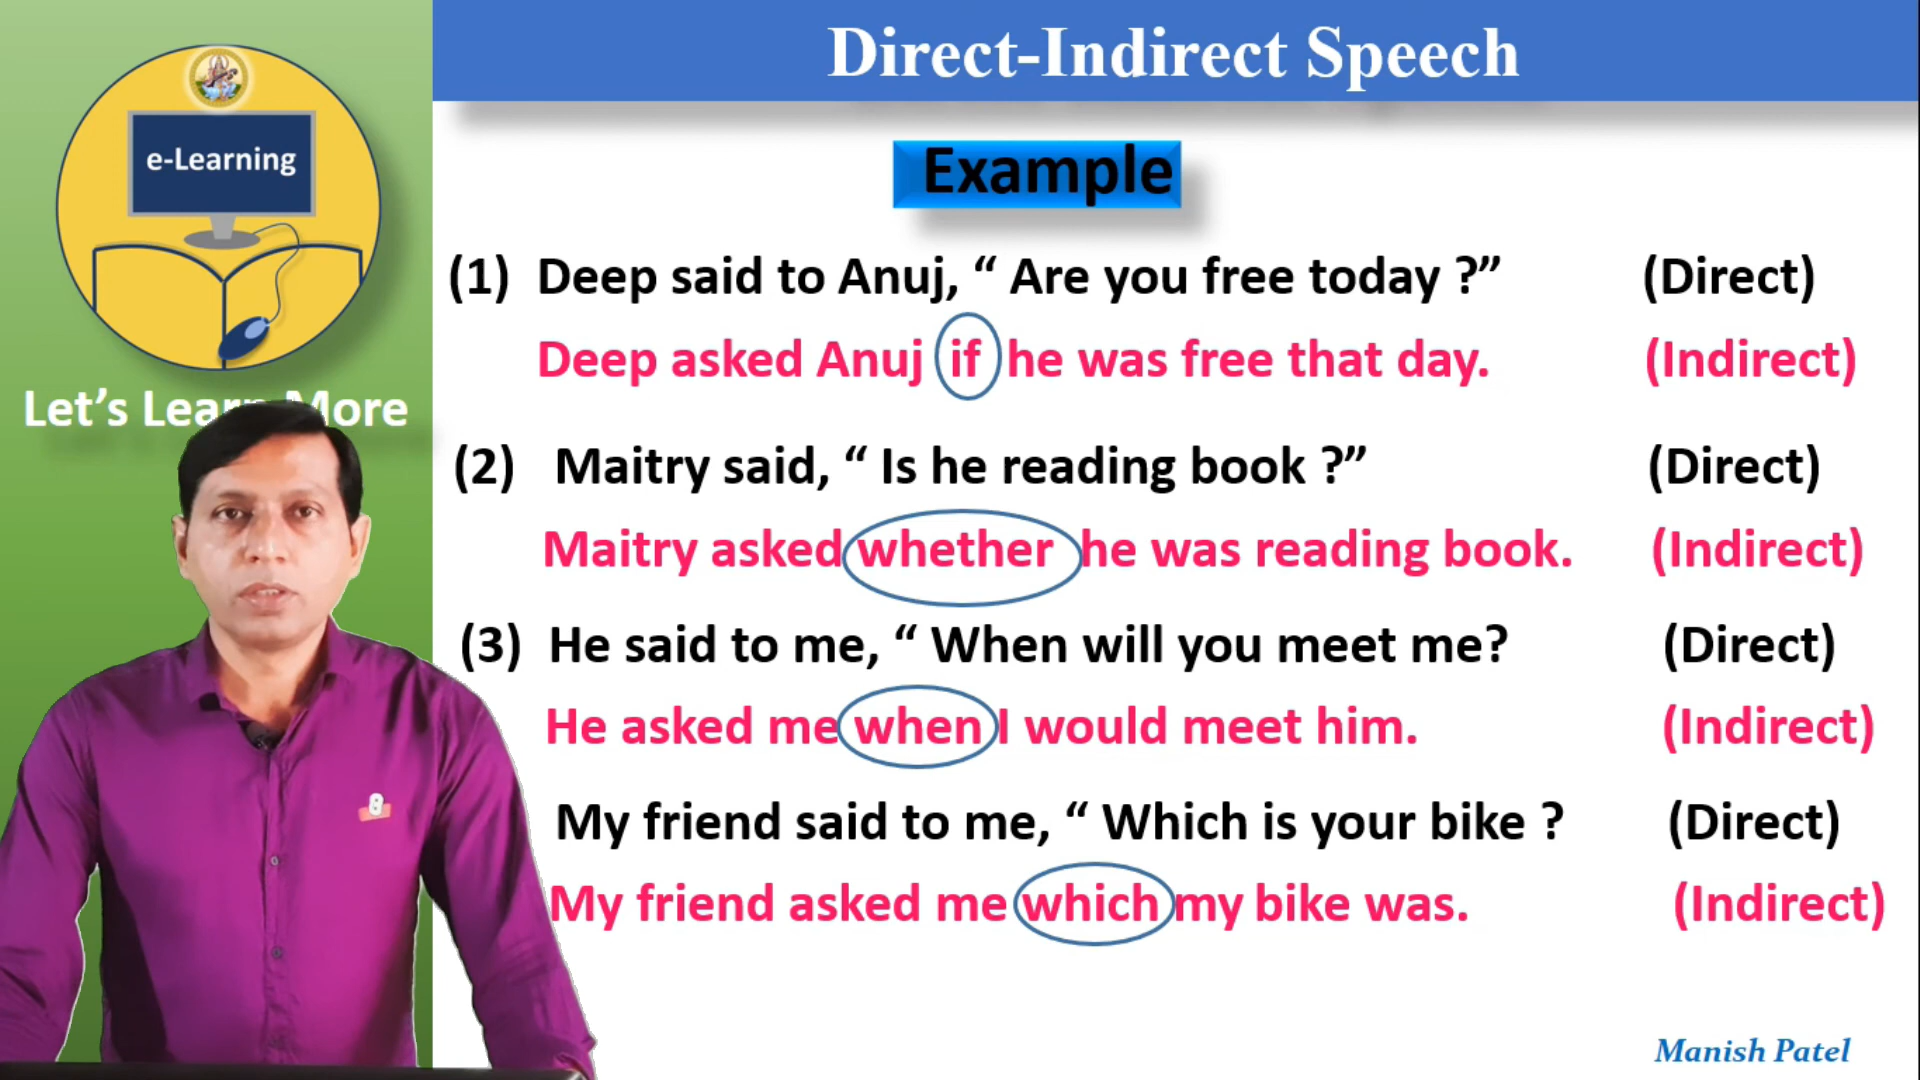 Direct-Indirect Speech
e-Learning
Example
Let's Lea More
(1) Deep said to Anuj, “ Are you free today ?” (Direct)
Deep asked Anuj if he was free that day. (Indirect)
(2) Maitry said, “ Is he reading book ?” (Direct)
Maitry asked whether he was reading book. (Indirect)
(3) He said to me, “ When will you meet me? (Direct)
He asked me when I would meet him. (Indirect)
My friend said to me, “ Which is your bike ? (Direct)
My friend asked me which my bike was. (Indirect)
Manish Patel